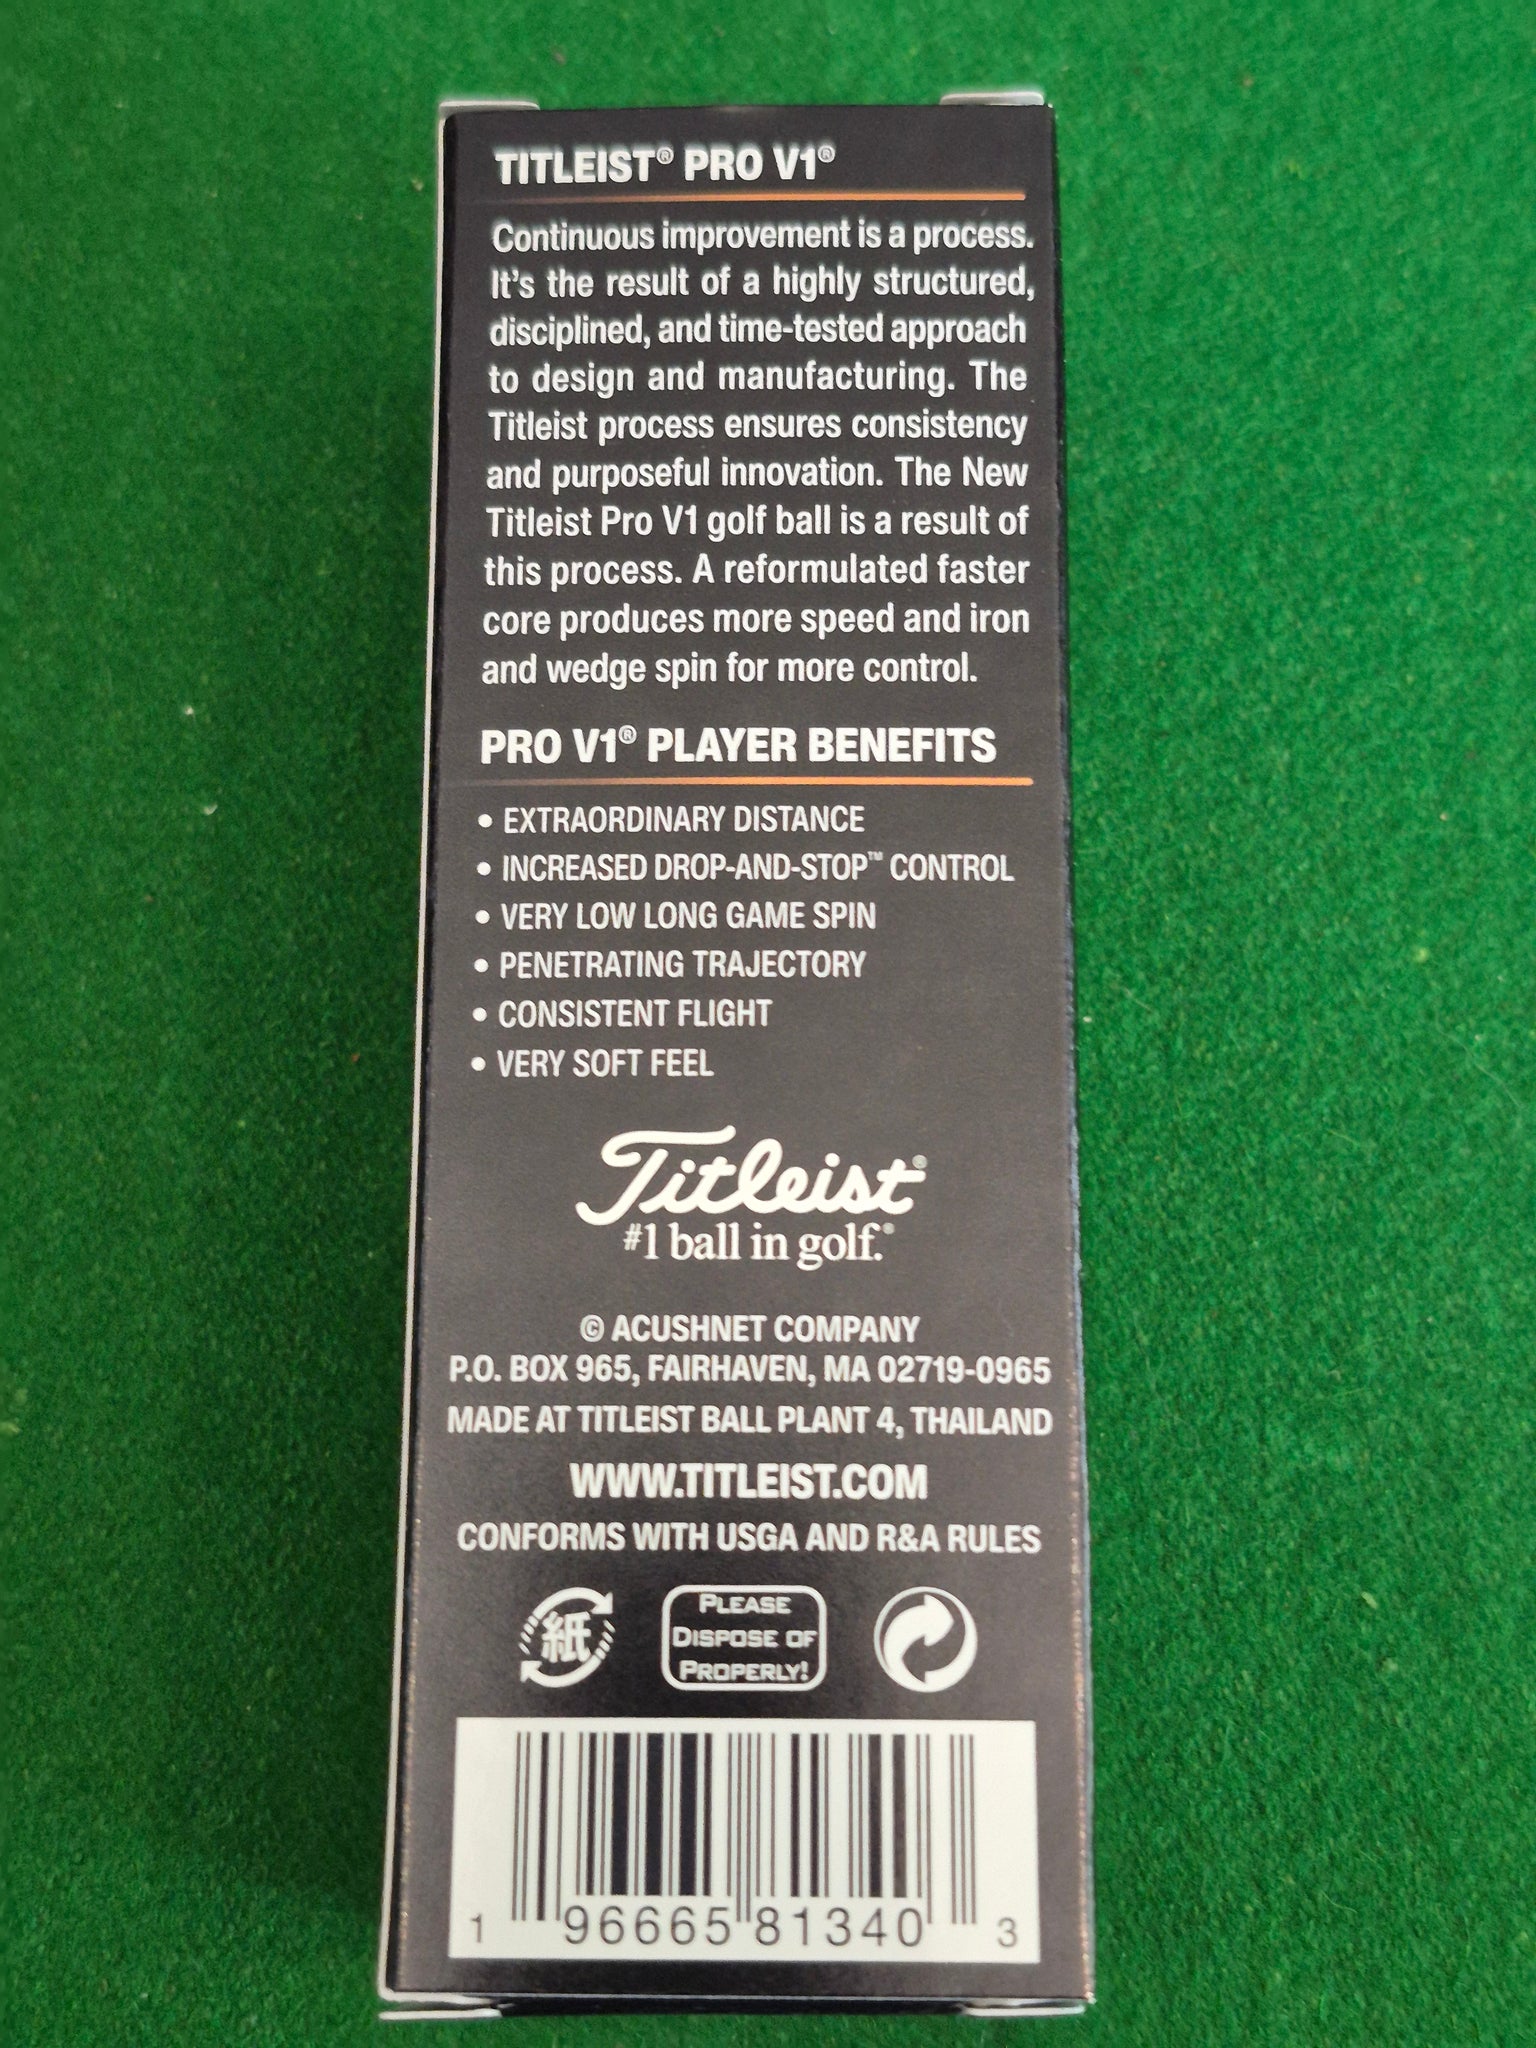 TITLEIST® PRO V1®
Continuous improvement is a process.
It's the result of a highly structured,
disciplined, and time-tested approach
to design and manufacturing. The
Titleist process ensures consistency
and purposeful innovation. The New
Titleist Pro V1 golf ball is a result of
this process. A reformulated faster
core produces more speed and iron
and wedge spin for more control.
PRO V1® PLAYER BENEFITS
• EXTRAORDINARY DISTANCE
• INCREASED DROP-AND-STOP™ CONTROL
• VERY LOW LONG GAME SPIN
• PENETRATING TRAJECTORY
• CONSISTENT FLIGHT
• VERY SOFT FEEL
Titleist®
#1 ball in golf.®
© ACUSHNET COMPANY
P.O. BOX 965, FAIRHAVEN, MA 02719-0965
MADE AT TITLEIST BALL PLANT 4, THAILAND
WWW.TITLEIST.COM
CONFORMS WITH USGA AND R&A RULES
紙
PLEASE
DISPOSE OF
PROPERLY!
1 96665 81340 3